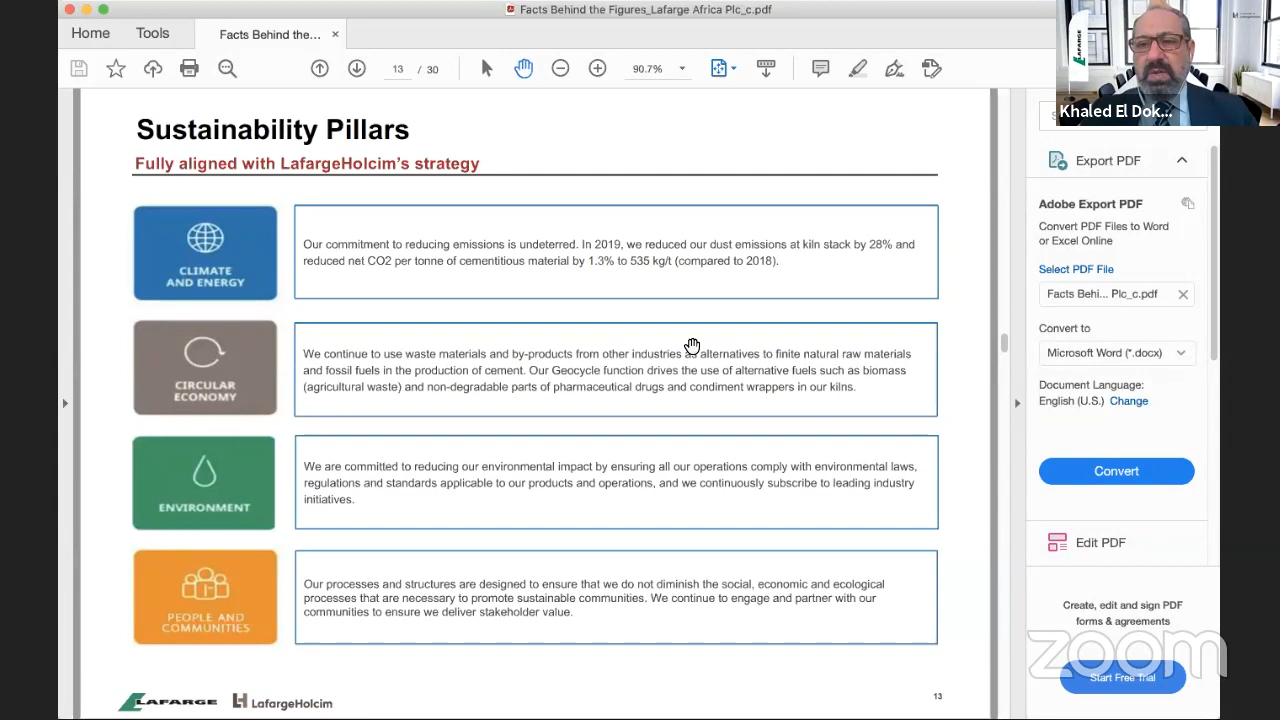 Facts Behind the Figures_Lafarge Africa Plc_c.pdf
Home Tools Facts Behind the... ×
13 / 30 90.7%
LAFARGE
Khaled El Dok...
Sustainability Pillars
Fully aligned with LafargeHolcim's strategy
CLIMATE
AND ENERGY
Our commitment to reducing emissions is undeterred. In 2019, we reduced our dust emissions at kiln stack by 28% and
reduced net CO2 per tonne of cementitious material by 1.3% to 535 kg/t (compared to 2018).
CIRCULAR
ECONOMY
We continue to use waste materials and by-products from other industries as alternatives to finite natural raw materials
and fossil fuels in the production of cement. Our Geocycle function drives the use of alternative fuels such as biomass
(agricultural waste) and non-degradable parts of pharmaceutical drugs and condiment wrappers in our kilns.
ENVIRONMENT
We are committed to reducing our environmental impact by ensuring all our operations comply with environmental laws,
regulations and standards applicable to our products and operations, and we continuously subscribe to leading industry
initiatives.
PEOPLE AND
COMMUNITIES
Our processes and structures are designed to ensure that we do not diminish the social, economic and ecological
processes that are necessary to promote sustainable communities. We continue to engage and partner with our
communities to ensure we deliver stakeholder value.
LAFARGE LafargeHolcim
13
Export PDF
Adobe Export PDF
Convert PDF Files to Word
or Excel Online
Select PDF File
Facts Behi... Plc_c.pdf
Convert to
Microsoft Word (*.docx)
Document Language:
English (U.S.) Change
Convert
Edit PDF
Create, edit and sign PDF
forms & agreements
Start Free Trial
zoom